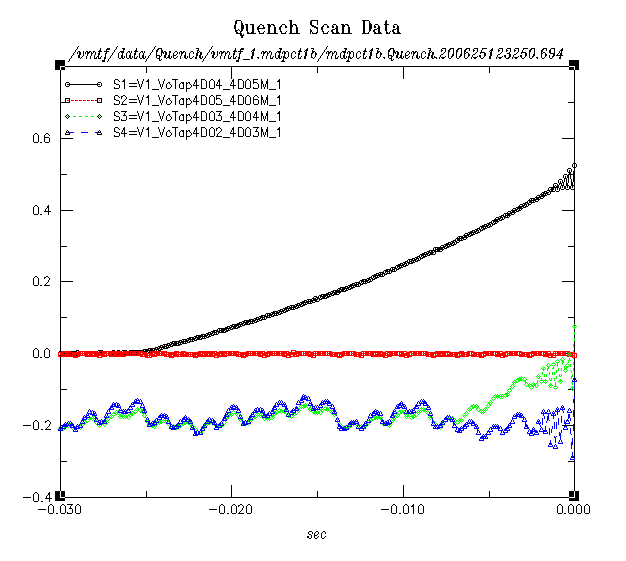 Quench Scan Data
/vmtf/data/Quench/vmtf_1.mdpct1b/mdpct1b.Quench.200625123250.694
S1=V1_VoTap4D04_4D05M_1
S2=V1_VoTap4D05_4D06M_1
S3=V1_VoTap4D03_4D04M_1
S4=V1_VoTap4D02_4D03M_1
0.6
0.4
0.2
0.0
-0.2
-0.4
-0.030
-0.020
-0.010
0.000
sec